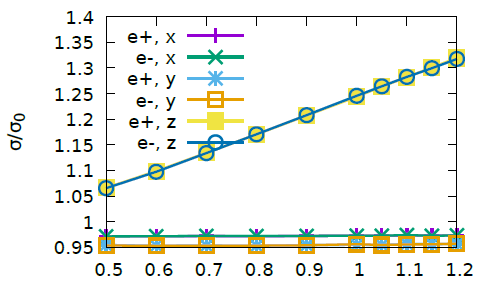 1.4
1.35
1.3
1.25
1.2
1.15
1.1
1.05
1
0.95
σ/σ0
e+, x
e-, x
e+, y
e-, y
e+, z
e-, z
0.5 0.6 0.7 0.8 0.9 1 1.1 1.2